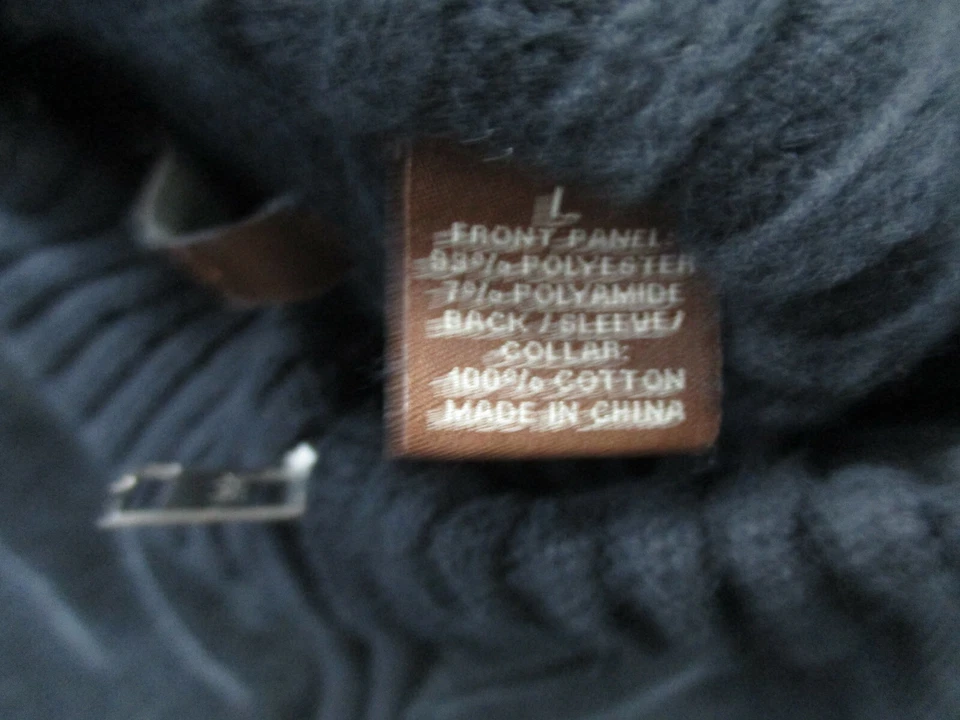 L
FRONT PANEL:
93% POLYESTER
7% POLYAMIDE
BACK / SLEEVE/
COLLAR:
100% COTTON
MADE IN CHINA